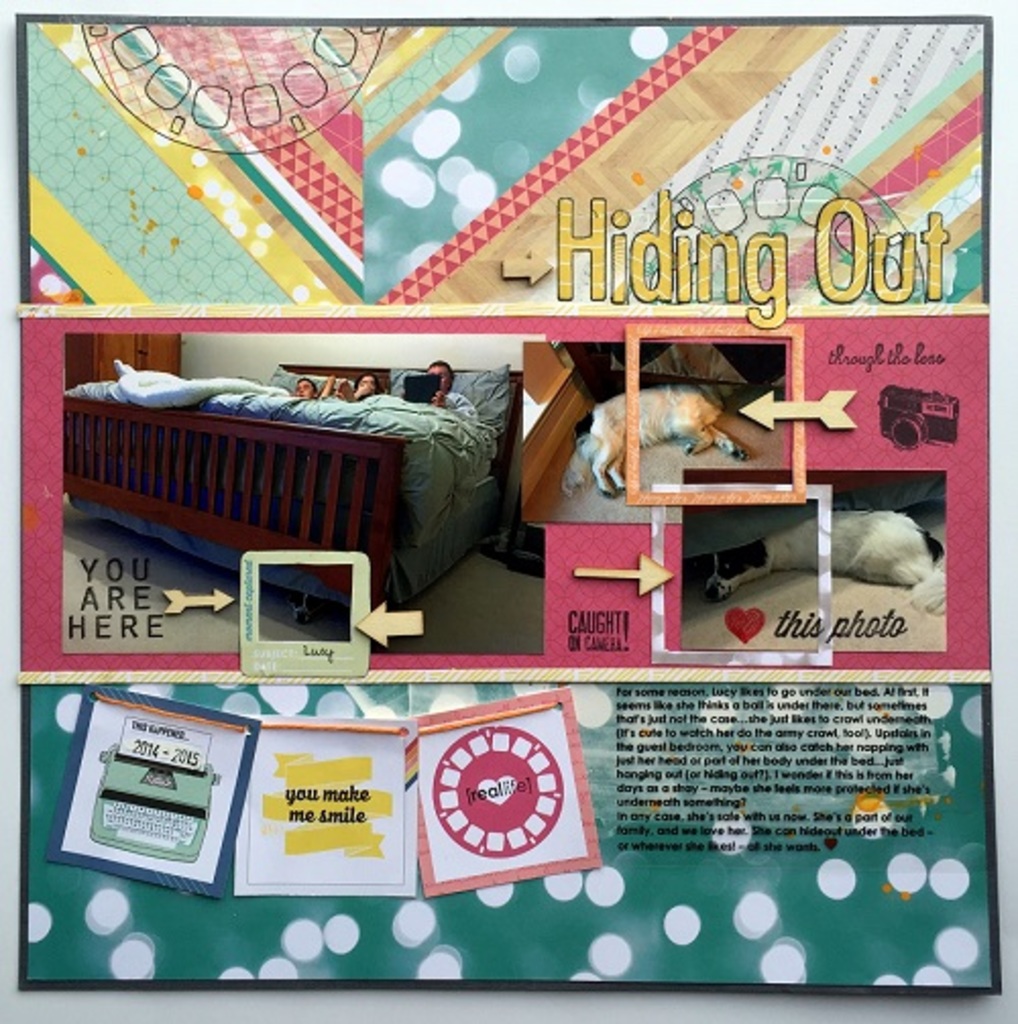 Hiding Out
through the lens
YOU
ARE
HERE
moment captured
SUBJECT: Lucy
DATE:
CAUGHT!
ON CAMERA!
this photo
THIS HAPPENED...
2014 - 2015
you make
me smile
[real life]
For some reason, Lucy likes to go under our bed. At first, it
seems like she thinks a ball is under there, but sometimes
that's just not the case...she just likes to crawl underneath
(it's cute to watch her do the army crawl, too!). Upstairs in
the guest bedroom, you can also catch her napping with
just her head or part of her body under the bed...just
hanging out (or hiding out?). I wonder if this is from her
days as a stray - maybe she feels more protected if she's
underneath something?
In any case, she's safe with us now. She's a part of our
family, and we love her. She can hideout under the bed -
or wherever she likes! - all she wants.